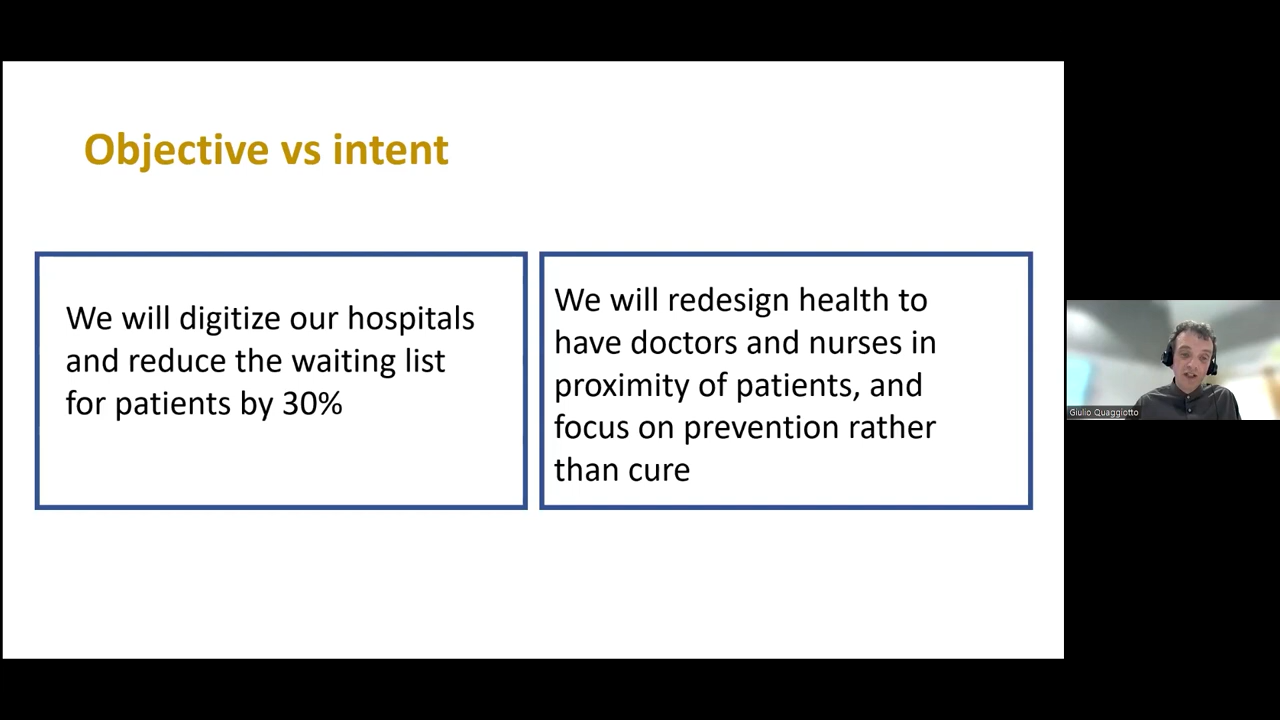 Objective vs intent
We will digitize our hospitals
and reduce the waiting list
for patients by 30%
We will redesign health to
have doctors and nurses in
proximity of patients, and
focus on prevention rather
than cure
Giulio Quaggiotto